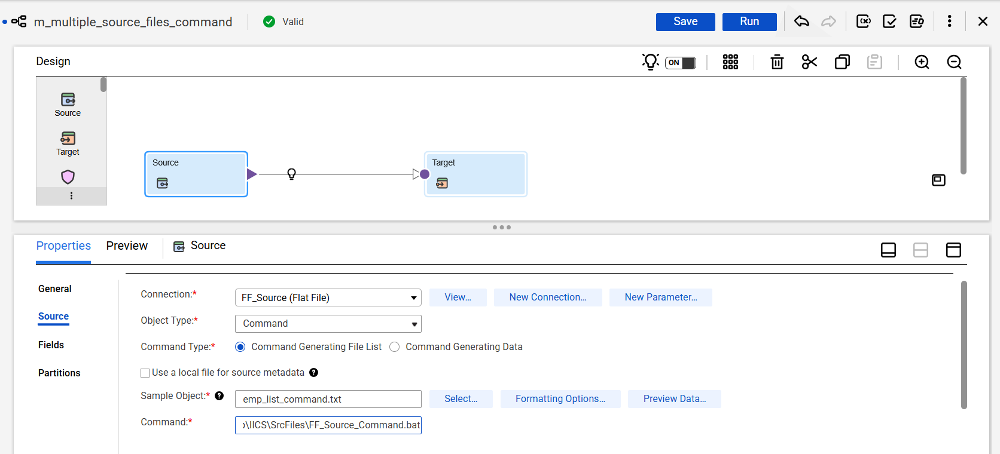 m_multiple_source_files_command Valid Save Run
Design ON
Source
Target
Source
Target
Properties Preview Source
General
Source
Fields
Partitions
Connection:* FF_Source (Flat File) View... New Connection... New Parameter...
Object Type:* Command
Command Type:* Command Generating File List Command Generating Data
Use a local file for source metadata ?
Sample Object:* ? emp_list_command.txt Select... Formatting Options... Preview Data...
Command:* \IICS\SrcFiles\FF_Source_Command.bat